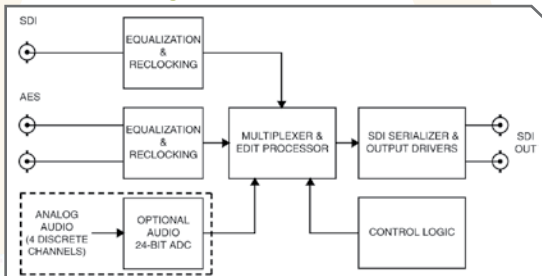 SDI
EQUALIZATION
&
RECLOCKING
AES
EQUALIZATION
&
RECLOCKING
MULTIPLEXER &
EDIT PROCESSOR
SDI SERIALIZER &
OUTPUT DRIVERS
SDI
OUT
ANALOG
AUDIO
(4 DISCRETE
CHANNELS)
OPTIONAL
AUDIO
24-BIT ADC
CONTROL LOGIC